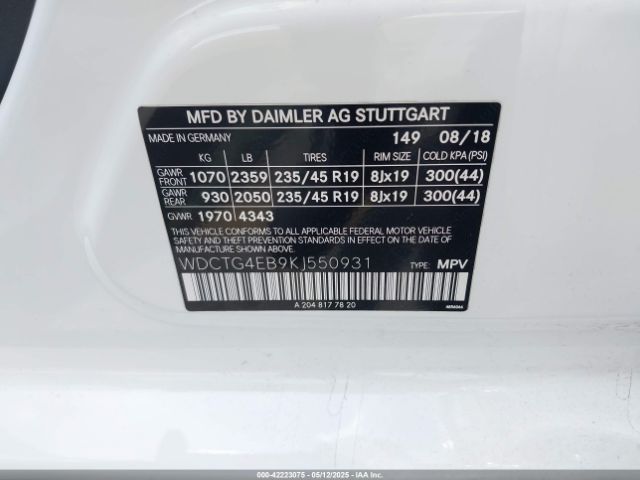 MFD BY DAIMLER AG STUTTGART
MADE IN GERMANY 149 08/18
KG LB TIRES RIM SIZE COLD KPA (PSI)
GAWR FRONT 1070 2359 235/45 R19 8Jx19 300(44)
GAWR REAR 930 2050 235/45 R19 8Jx19 300(44)
GVWR 1970 4343
THIS VEHICLE CONFORMS TO ALL APPLICABLE FEDERAL MOTOR VEHICLE
SAFETY AND THEFT PREVENTION STANDARDS IN EFFECT ON THE DATE
OF MANUFACTURE SHOWN ABOVE.
WDCTG4EB9KJ550931 TYPE: MPV
A 204 817 78 20
000-42223075 - 05/12/2025 - IAA Inc.